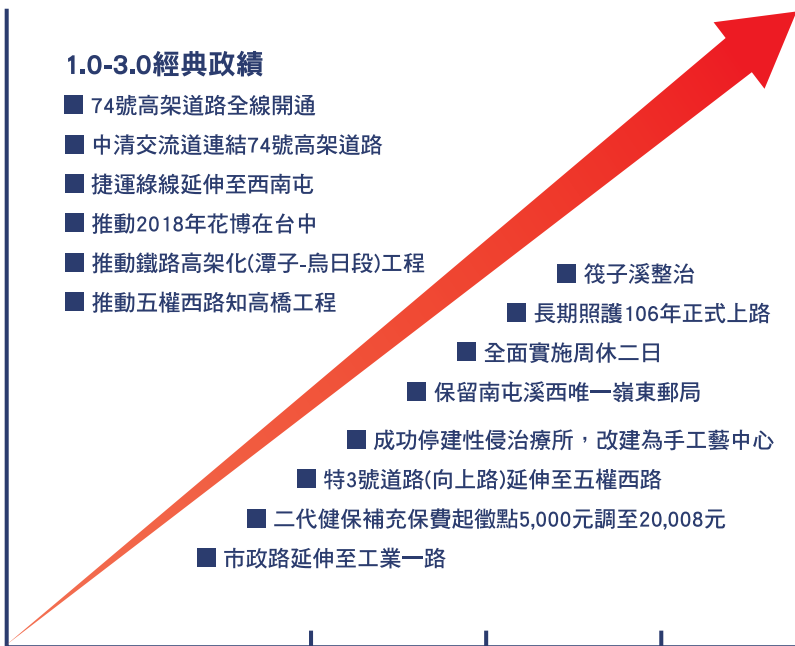 1.0-3.0經典政績
■ 74號高架道路全線開通
■ 中清交流道連結74號高架道路
■ 捷運綠線延伸至西南屯
■ 推動2018年花博在台中
■ 推動鐵路高架化(潭子-烏日段)工程
■ 推動五權西路知高橋工程
■ 筏子溪整治
■ 長期照護106年正式上路
■ 全面實施周休二日
■ 保留南屯溪西唯一嶺東郵局
■ 成功停建性侵治療所，改建為手工藝中心
■ 特3號道路(向上路)延伸至五權西路
■ 二代健保補充保費起徵點5,000元調至20,008元
■ 市政路延伸至工業一路